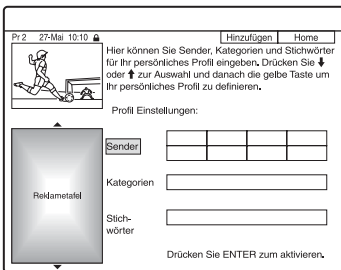 Pr 2 27-Mai 10:10 Hinzufügen Home
Hier können Sie Sender, Kategorien und Stichwörter
für Ihr persönliches Profil eingeben. Drücken Sie ⬇
oder ⬆ zur Auswahl und danach die gelbe Taste um
Ihr persönliches Profil zu definieren.
Profil Einstellungen:
Sender
Reklametafel
Kategorien
Stich-
wörter
Drücken Sie ENTER zum aktivieren.